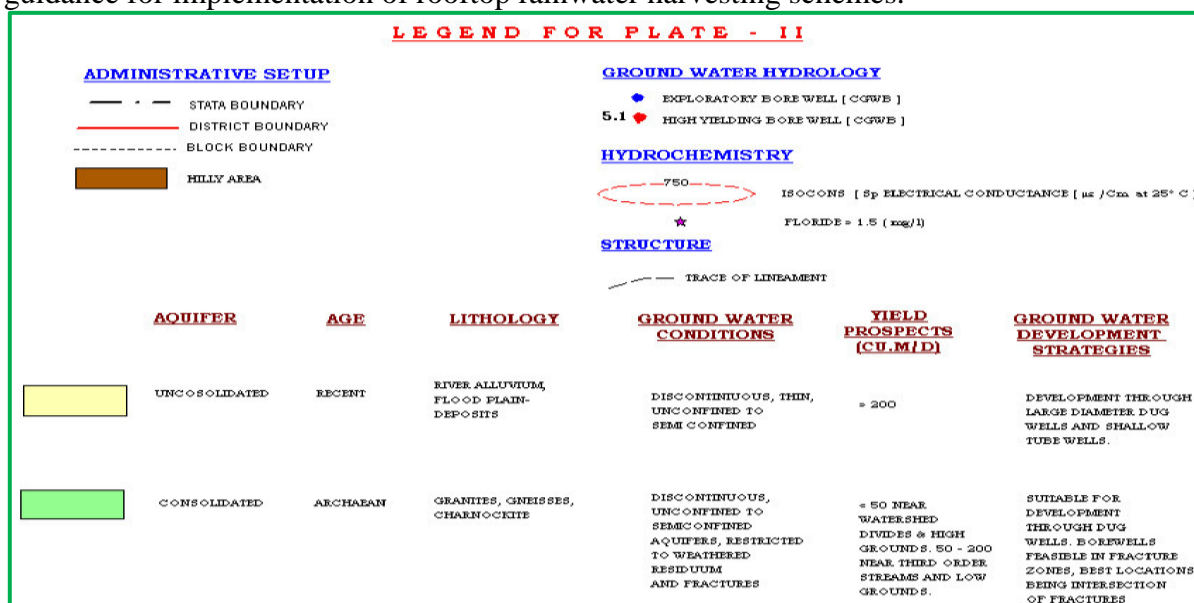 guidance for implementation of rooftop rainwater harvesting schemes.
LEGEND FOR PLATE - II
ADMINISTRATIVE SETUP
STATA BOUNDARY
DISTRICT BOUNDARY
BLOCK BOUNDARY
HILLY AREA
GROUND WATER HYDROLOGY
EXPLORATORY BORE WELL [ CGWB ]
5.1 HIGH YIELDING BORE WELL [ CGWB ]
HYDROCHEMISTRY
750
ISOCONS [ Sp ELECTRICAL CONDUCTANCE [ µs /Cm at 25° C ]
FLORIDE > 1.5 ( mg/l)
STRUCTURE
TRACE OF LINEAMENT
AQUIFER AGE LITHOLOGY GROUND WATER CONDITIONS YIELD PROSPECTS (CU.M/D) GROUND WATER DEVELOPMENT STRATEGIES
UNCOSOLIDATED
RECENT
RIVER ALLUVIUM,
FLOOD PLAIN-
DEPOSITS
DISCONTINIUOUS, THIN,
UNCONFINED TO
SEMI CONFINED
> 200
DEVELOPMENT THROUGH
LARGE DIAMETER DUG
WELLS AND SHALLOW
TUBE WELLS.
CONSOLIDATED
ARCHAEAN
GRANITES, GNEISSES,
CHARNOCKITE
DISCONTINUOUS,
UNCONFINED TO
SEMICONFINED
AQUIFERS, RESTRICTED
TO WEATHERED
RESIDUUM
AND FRACTURES
< 50 NEAR
WATERSHED
DIVIDES & HIGH
GROUNDS. 50 - 200
NEAR THIRD ORDER
STREAMS AND LOW
GROUNDS.
SUITABLE FOR
DEVELOPMENT
THROUGH DUG
WELLS. BOREWELLS
FEASIBLE IN FRACTURE
ZONES, BEST LOCATIONS
BEING INTERSECTION
OF FRACTURES